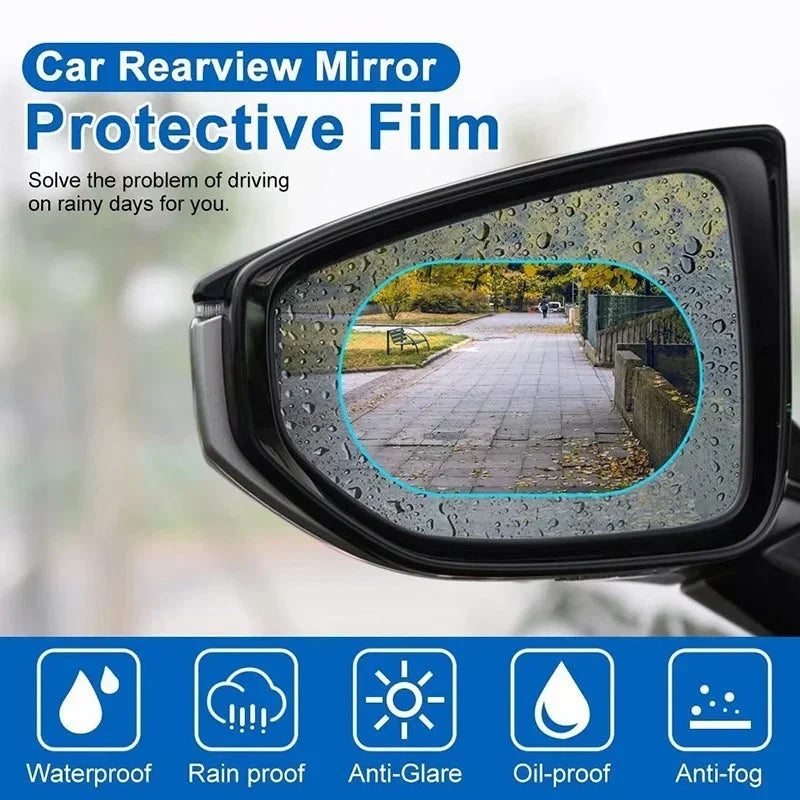 Car Rearview Mirror
Protective Film
Solve the problem of driving
on rainy days for you.
Waterproof
Rain proof
Anti-Glare
Oil-proof
Anti-fog